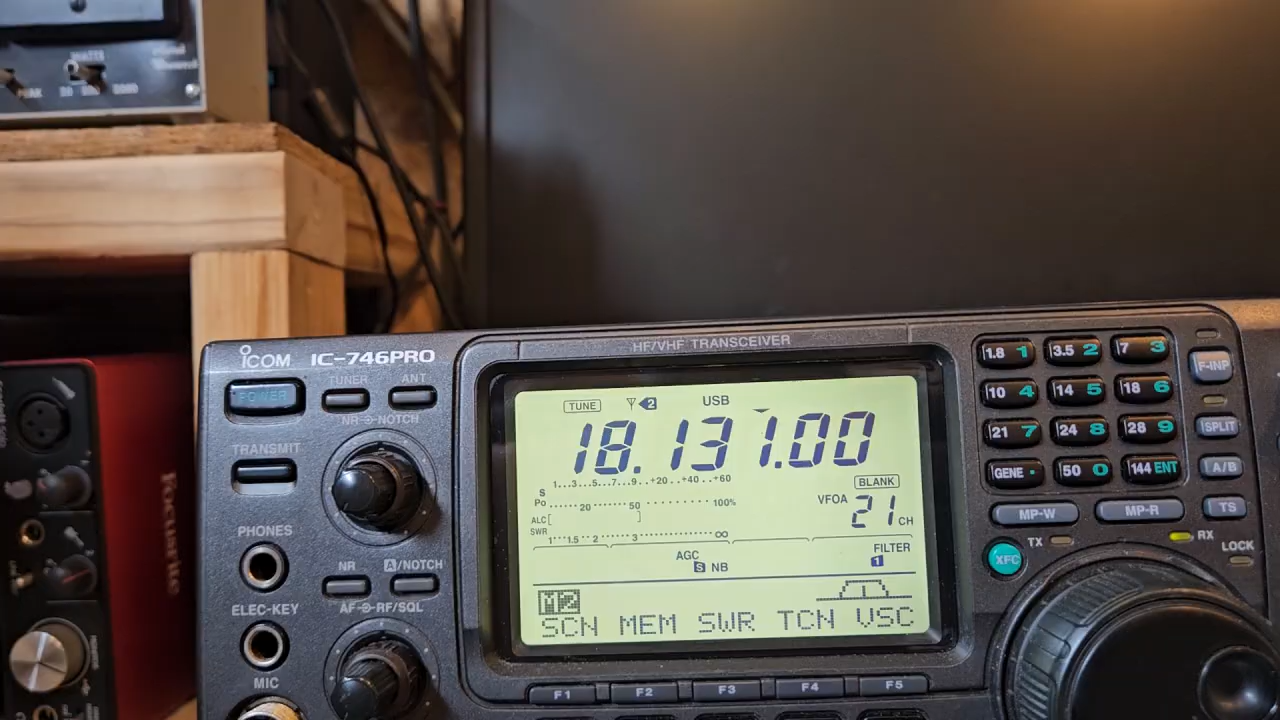 METER
PEAK
ICOM IC-746PRO
HF/VHF TRANSCEIVER
POWER
TUNER
ANT
NR NOTCH
TRANSMIT
PHONES
NR
A/NOTCH
ELEC-KEY
AF RF/SQL
MIC
TUNE 2 USB
18.131.00
S 1...3...5...7...9..+20..+40..+60
Po 20 50 100%
ALC
SWR 1 1.5 2 3 ∞
BLANK
VFOA 21 CH
AGC
S NB
FILTER
1
M2
SCN MEM SWR TCN VSC
F1 F2 F3 F4 F5
1.8 1 3.5 2 7 3
10 4 14 5 18 6
21 7 24 8 28 9
GENE . 50 0 144 ENT
F-INP
SPLIT
A/B
MP-W MP-R TS
XFC
TX
RX
LOCK
Focusrite